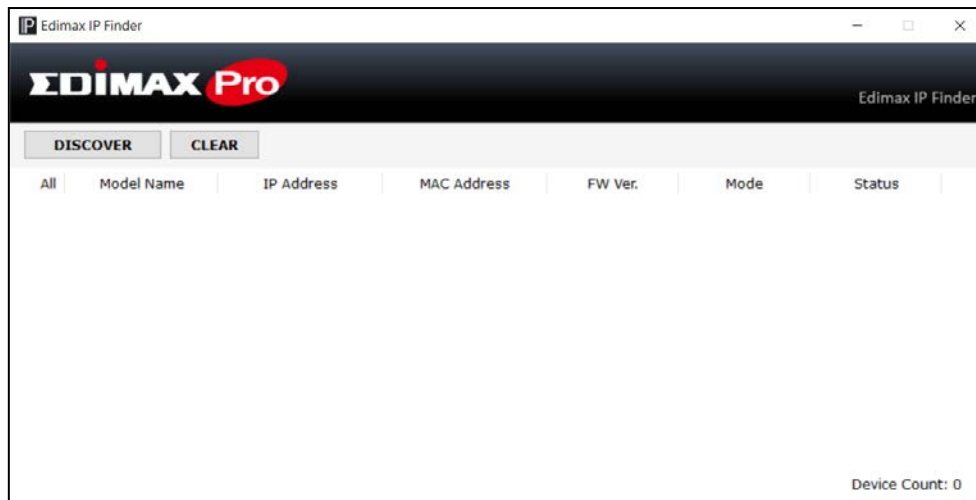 Edimax IP Finder
EDIMAX Pro
Edimax IP Finder
DISCOVER CLEAR
All Model Name IP Address MAC Address FW Ver. Mode Status
Device Count: 0